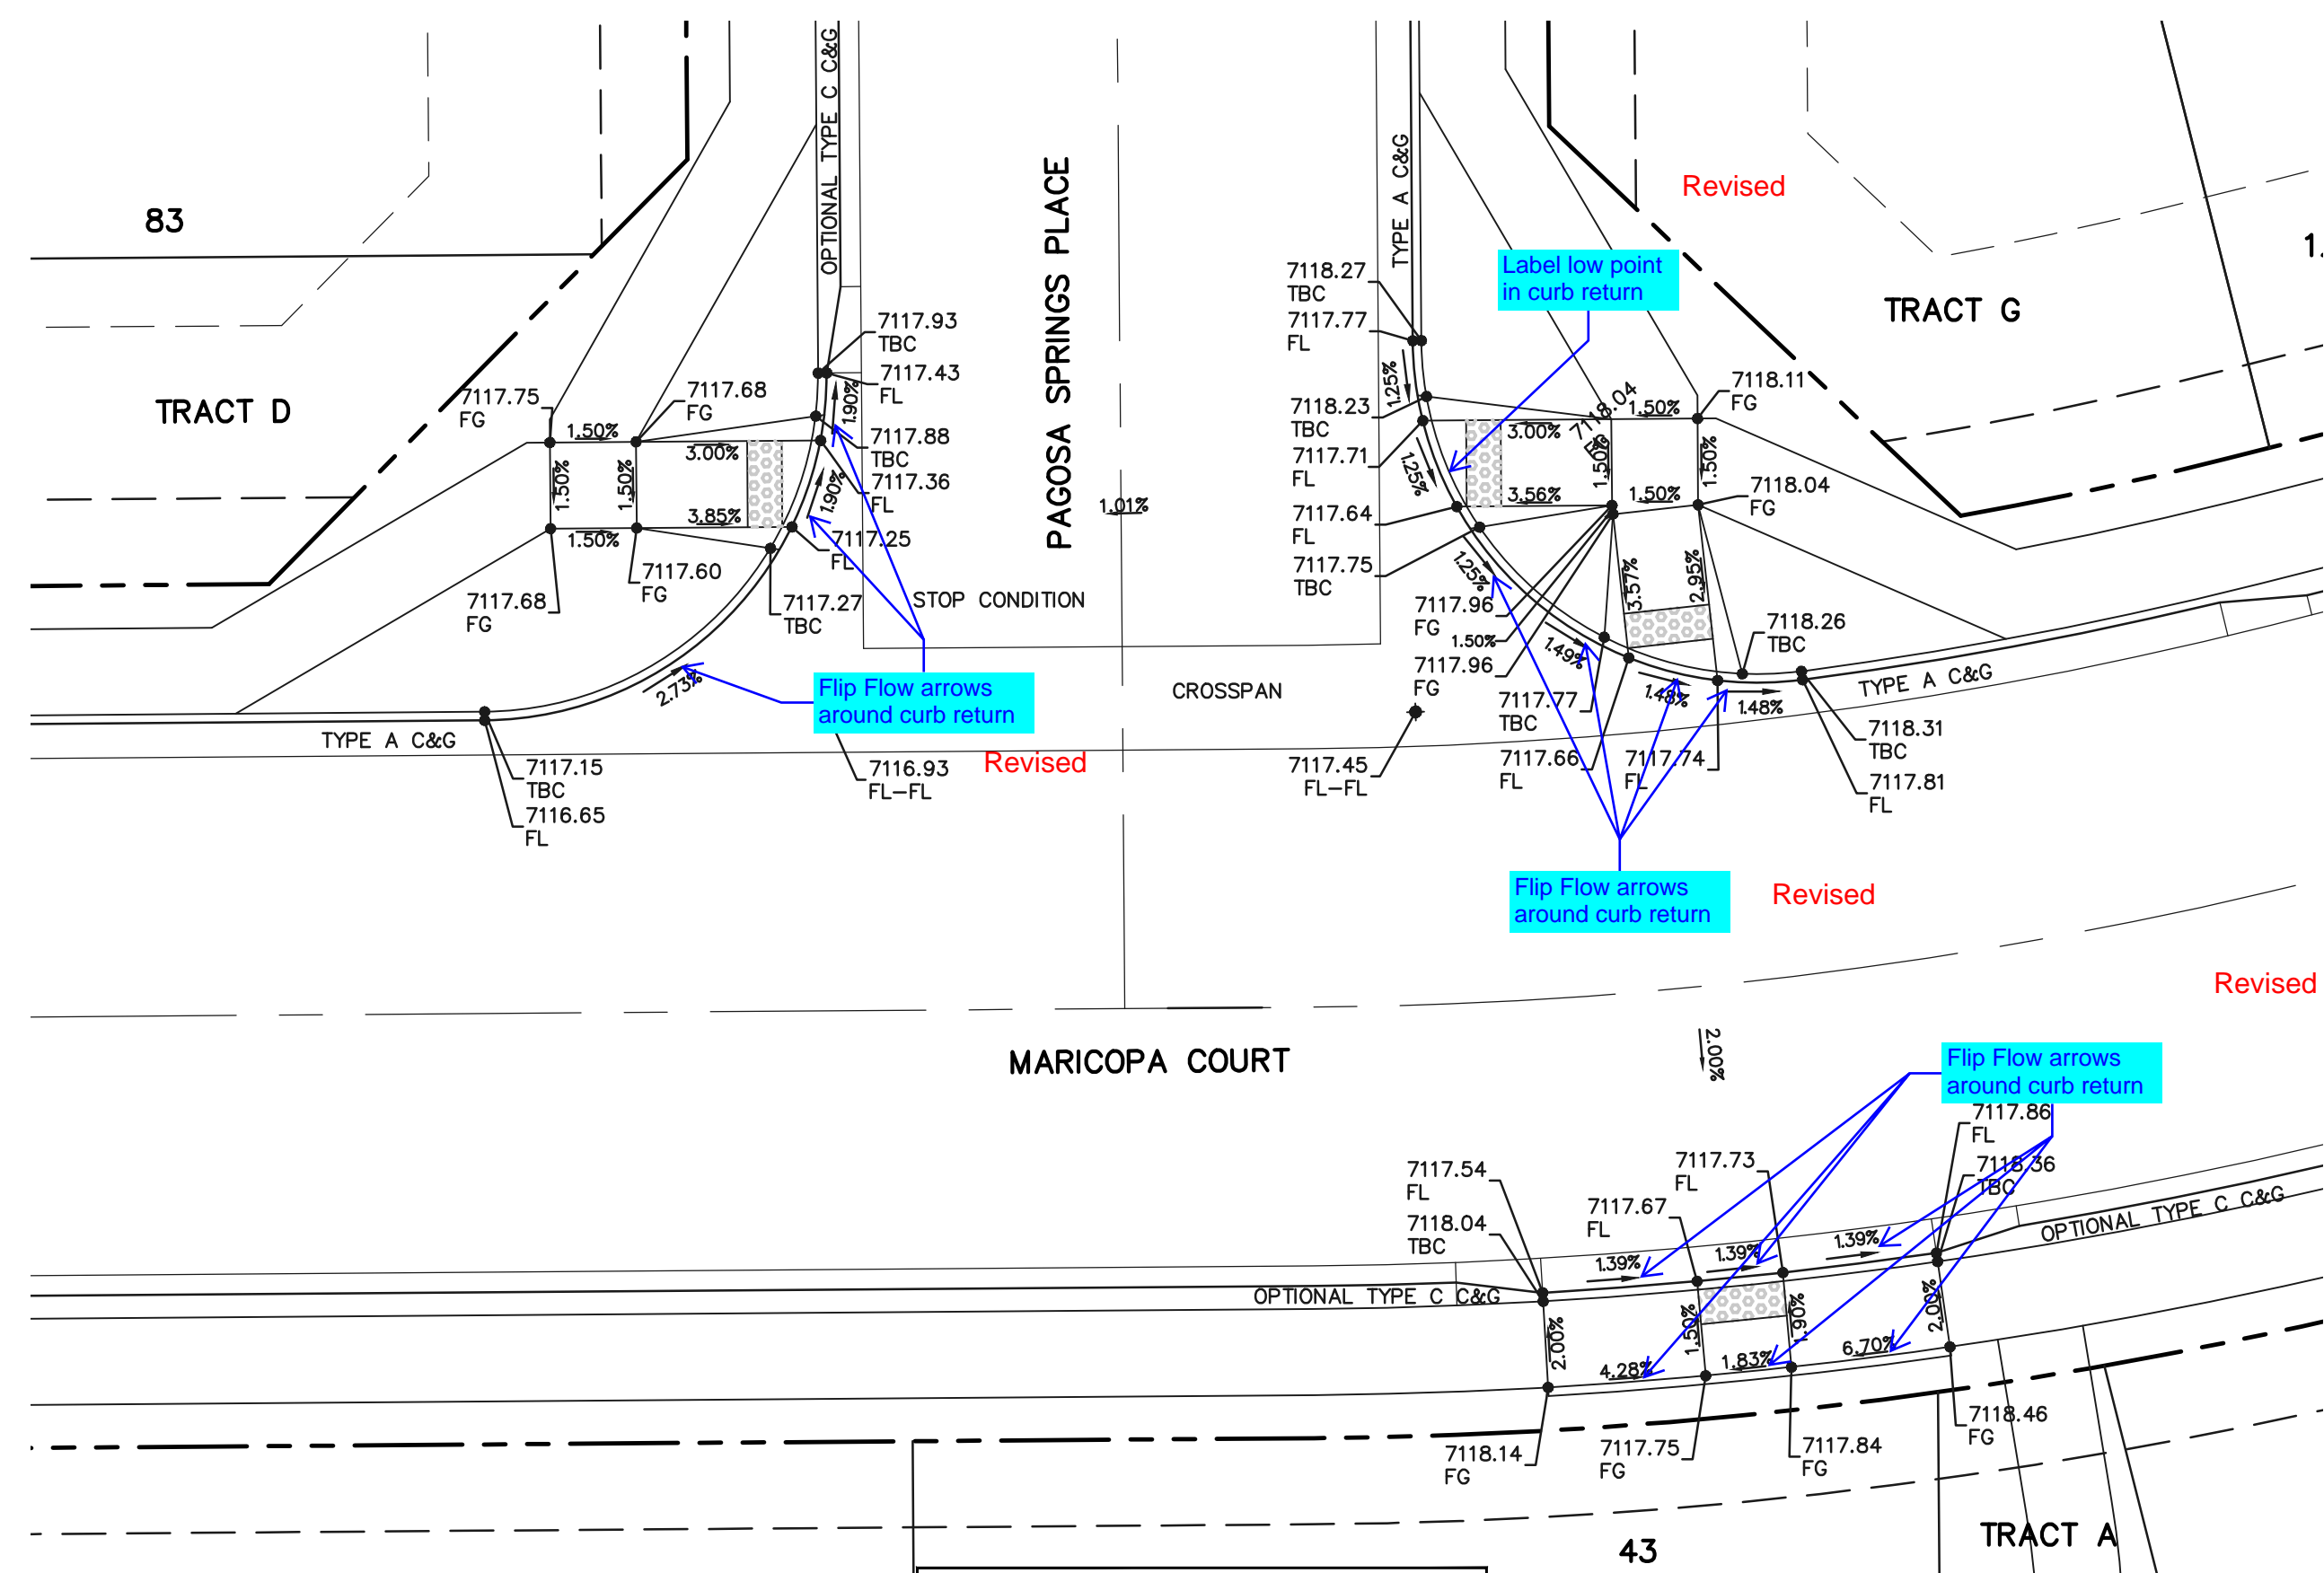 83
TRACT D
OPTIONAL TYPE C C&G
PAGOSA SPRINGS PLACE
TYPE A C&G
Revised
TRACT G
1.
Label low point
in curb return
7118.27
TBC
7117.77
FL
7117.93
TBC
7117.43
FL
7117.75
FG
7117.68
FG
7117.88
TBC
7117.36
FL
7117.25
FL
7117.27
TBC
7117.60
FG
7117.68
FG
1.50%
3.00%
1.50%
1.50%
3.85%
1.50%
1.90%
1.90%
2.73%
1.01%
STOP CONDITION
CROSSPAN
Flip Flow arrows
around curb return
TYPE A C&G
7117.15
TBC
7116.65
FL
7116.93
FL-FL
Revised
7118.23
TBC
7117.71
FL
7117.64
FL
7117.75
TBC
1.25%
1.25%
1.25%
7118.04
FG
1.50%
3.00%
1.50%
1.50%
3.56%
1.50%
7118.11
FG
7118.04
FG
3.57%
2.95%
7117.96
FG
1.50%
7117.96
FG
7117.77
TBC
7117.66
FL
7117.74
FL
1.49%
1.48%
1.48%
7118.26
TBC
7118.31
TBC
7117.81
FL
TYPE A C&G
7117.45
FL-FL
Flip Flow arrows
around curb return
Revised
Revised
MARICOPA COURT
2.00%
Flip Flow arrows
around curb return
7117.86
FL
7118.36
TBC
7117.73
FL
7117.67
FL
7117.54
FL
7118.04
TBC
OPTIONAL TYPE C C&G
OPTIONAL TYPE C C&G
1.39%
1.39%
1.39%
2.00%
1.50%
1.90%
2.00%
4.28%
1.83%
6.70%
7118.14
FG
7117.75
FG
7117.84
FG
7118.46
FG
43
TRACT A